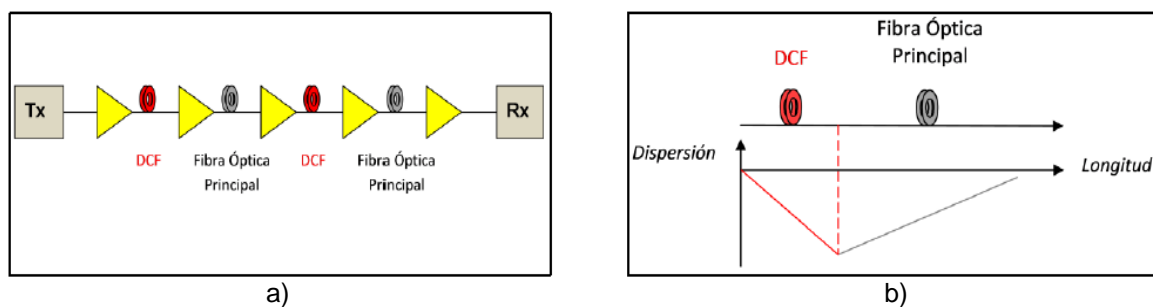 Tx
Rx
DCF
Fibra Óptica
Principal
DCF
Fibra Óptica
Principal
a)
Fibra Óptica
Principal
DCF
Dispersión
Longitud
b)